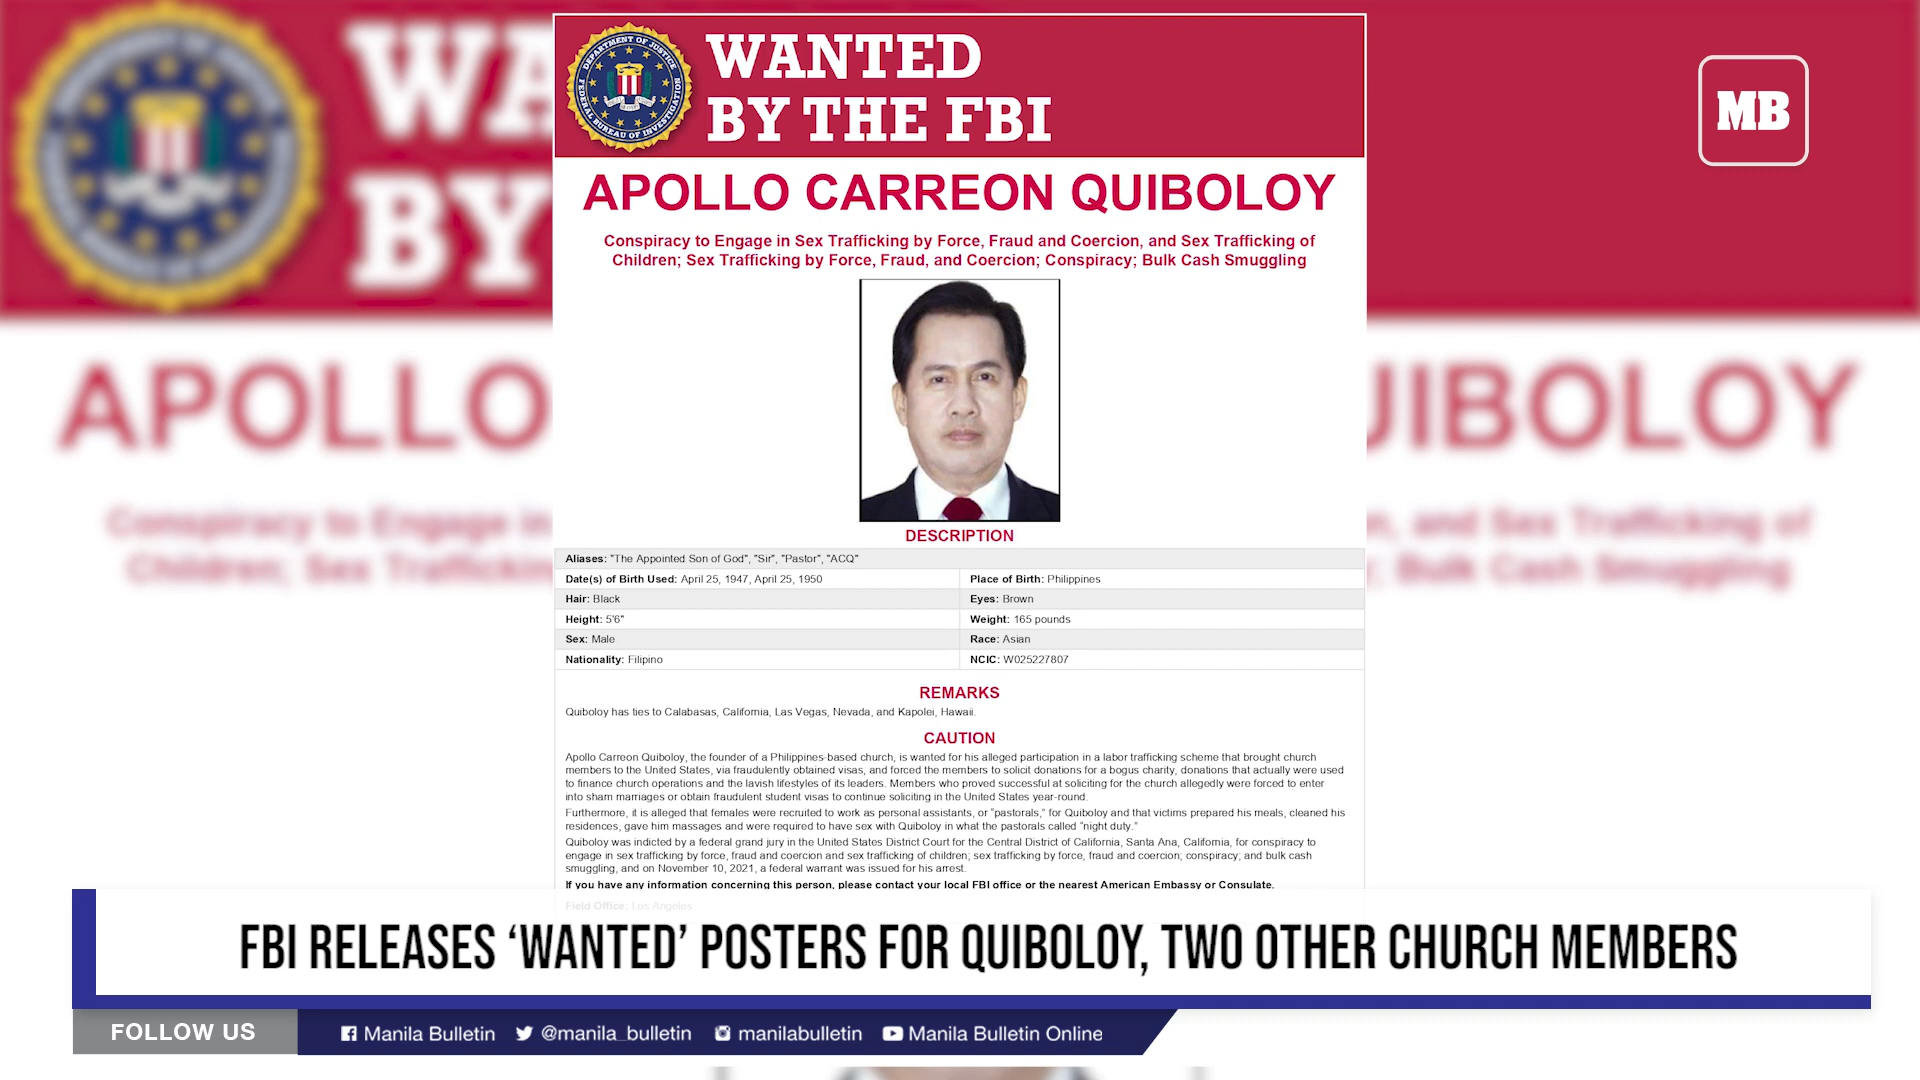 WANTED
BY THE FBI
MB
APOLLO CARREON QUIBOLOY
Conspiracy to Engage in Sex Trafficking by Force, Fraud and Coercion, and Sex Trafficking of
Children; Sex Trafficking by Force, Fraud, and Coercion; Conspiracy; Bulk Cash Smuggling
DESCRIPTION
Aliases: "The Appointed Son of God", "Sir", "Pastor", "ACQ"
Date(s) of Birth Used: April 25, 1947, April 25, 1950 Place of Birth: Philippines
Hair: Black Eyes: Brown
Height: 5'6" Weight: 165 pounds
Sex: Male Race: Asian
Nationality: Filipino NCIC: W025227807
REMARKS
Quiboloy has ties to Calabasas, California, Las Vegas, Nevada, and Kapolei, Hawaii.
CAUTION
Apollo Carreon Quiboloy, the founder of a Philippines-based church, is wanted for his alleged participation in a labor trafficking scheme that brought church
members to the United States, via fraudulently obtained visas, and forced the members to solicit donations for a bogus charity, donations that actually were used
to finance church operations and the lavish lifestyles of its leaders. Members who proved successful at soliciting for the church allegedly were forced to enter
into sham marriages or obtain fraudulent student visas to continue soliciting in the United States year-round.
Furthermore, it is alleged that females were recruited to work as personal assistants, or "pastorals," for Quiboloy and that victims prepared his meals, cleaned his
residences, gave him massages and were required to have sex with Quiboloy in what the pastorals called "night duty."
Quiboloy was indicted by a federal grand jury in the United States District Court for the Central District of California, Santa Ana, California, for conspiracy to
engage in sex trafficking by force, fraud and coercion and sex trafficking of children; sex trafficking by force, fraud and coercion; conspiracy; and bulk cash
smuggling, and on November 10, 2021, a federal warrant was issued for his arrest.
If you have any information concerning this person, please contact your local FBI office or the nearest American Embassy or Consulate.
Field Office: Los Angeles
FBI RELEASES ‘WANTED’ POSTERS FOR QUIBOLOY, TWO OTHER CHURCH MEMBERS
FOLLOW US Manila Bulletin @manila_bulletin manilabulletin Manila Bulletin Online
DEPARTMENT OF JUSTICE
FEDERAL BUREAU OF INVESTIGATION